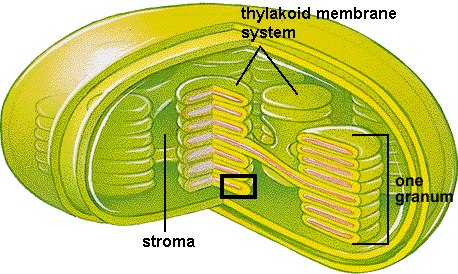 thylakoid membrane
system
one
granum
stroma